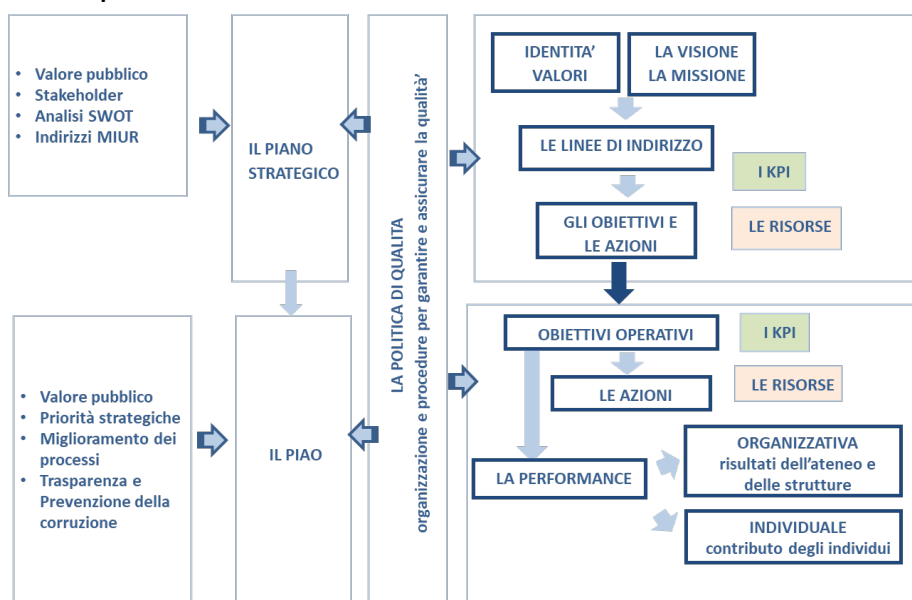 • Valore pubblico
• Stakeholder
• Analisi SWOT
• Indirizzi MIUR
IL PIANO
STRATEGICO
LA POLITICA DI QUALITA
organizzazione e procedure per garantire e assicurare la qualità’
IDENTITA’
VALORI
LA VISIONE
LA MISSIONE
LE LINEE DI INDIRIZZO
I KPI
GLI OBIETTIVI E
LE AZIONI
LE RISORSE
• Valore pubblico
• Priorità strategiche
• Miglioramento dei
processi
• Trasparenza e
Prevenzione della
corruzione
IL PIAO
OBIETTIVI OPERATIVI
I KPI
LE AZIONI
LE RISORSE
LA PERFORMANCE
ORGANIZZATIVA
risultati dell’ateneo e
delle strutture
INDIVIDUALE
contributo degli individui